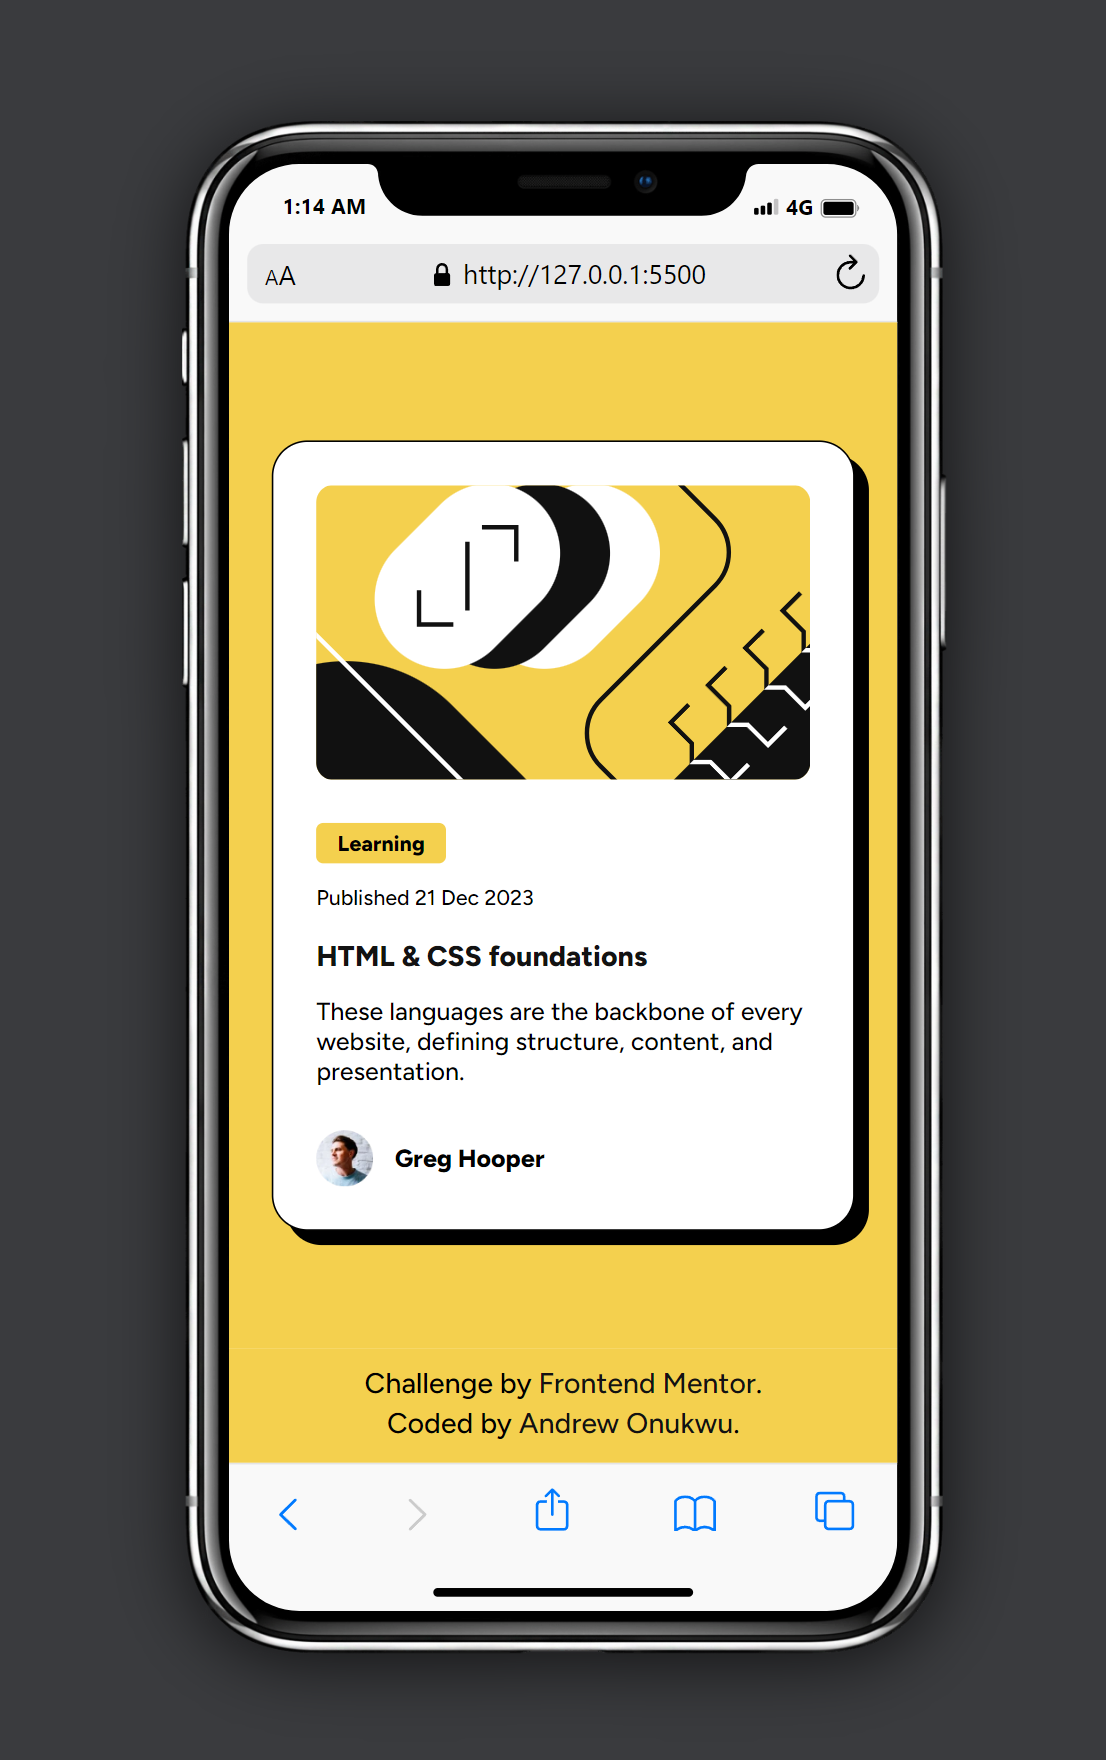 1:14 AM
4G
AA
http://127.0.0.1:5500
Learning
Published 21 Dec 2023
HTML & CSS foundations
These languages are the backbone of every
website, defining structure, content, and
presentation.
Greg Hooper
Challenge by Frontend Mentor.
Coded by Andrew Onukwu.